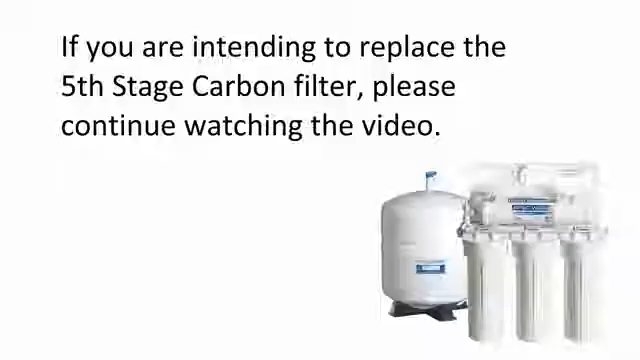 If you are intending to replace the
5th Stage Carbon filter, please
continue watching the video.